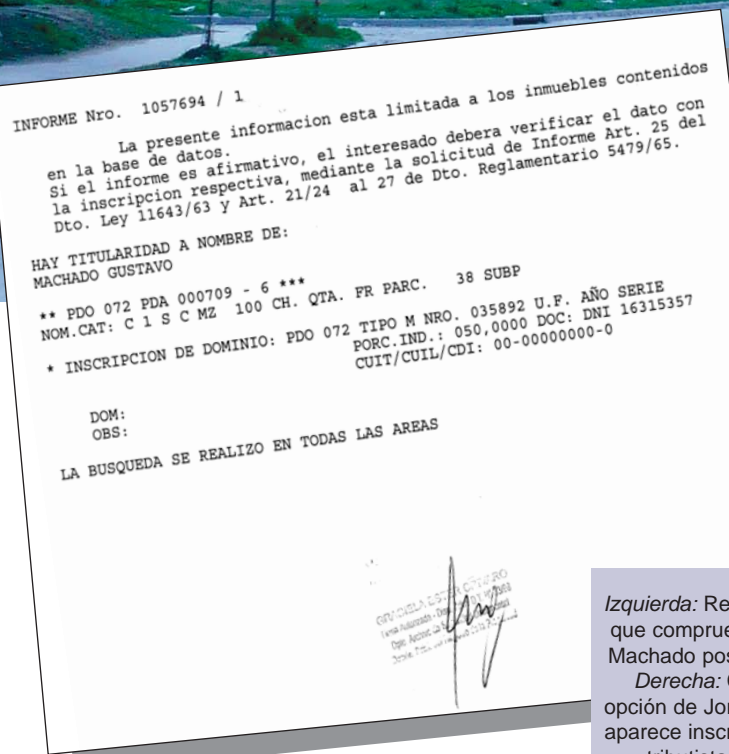 INFORME Nro. 1057694 / 1
La presente informacion esta limitada a los inmuebles contenidos
en la base de datos.
Si el informe es afirmativo, el interesado debera verificar el dato con
la inscripcion respectiva, mediante la solicitud de Informe Art. 25 del
Dto. Ley 11643/63 y Art. 21/24 al 27 de Dto. Reglamentario 5479/65.
HAY TITULARIDAD A NOMBRE DE:
MACHADO GUSTAVO
** PDO 072 PDA 000709 - 6 ***
NOM.CAT: C 1 S C MZ 100 CH. QTA. FR PARC. 38 SUBP
* INSCRIPCION DE DOMINIO: PDO 072 TIPO M NRO. 035892 U.F. AÑO SERIE
PORC.IND.: 050,0000 DOC: DNI 16315357
CUIT/CUIL/CDI: 00-00000000-0
DOM:
OBS:
LA BUSQUEDA SE REALIZO EN TODAS LAS AREAS
GRACIELA ESTER
Izquierda: Re
que comprue
Machado pos
Derecha:
opción de Jor
aparece inscr